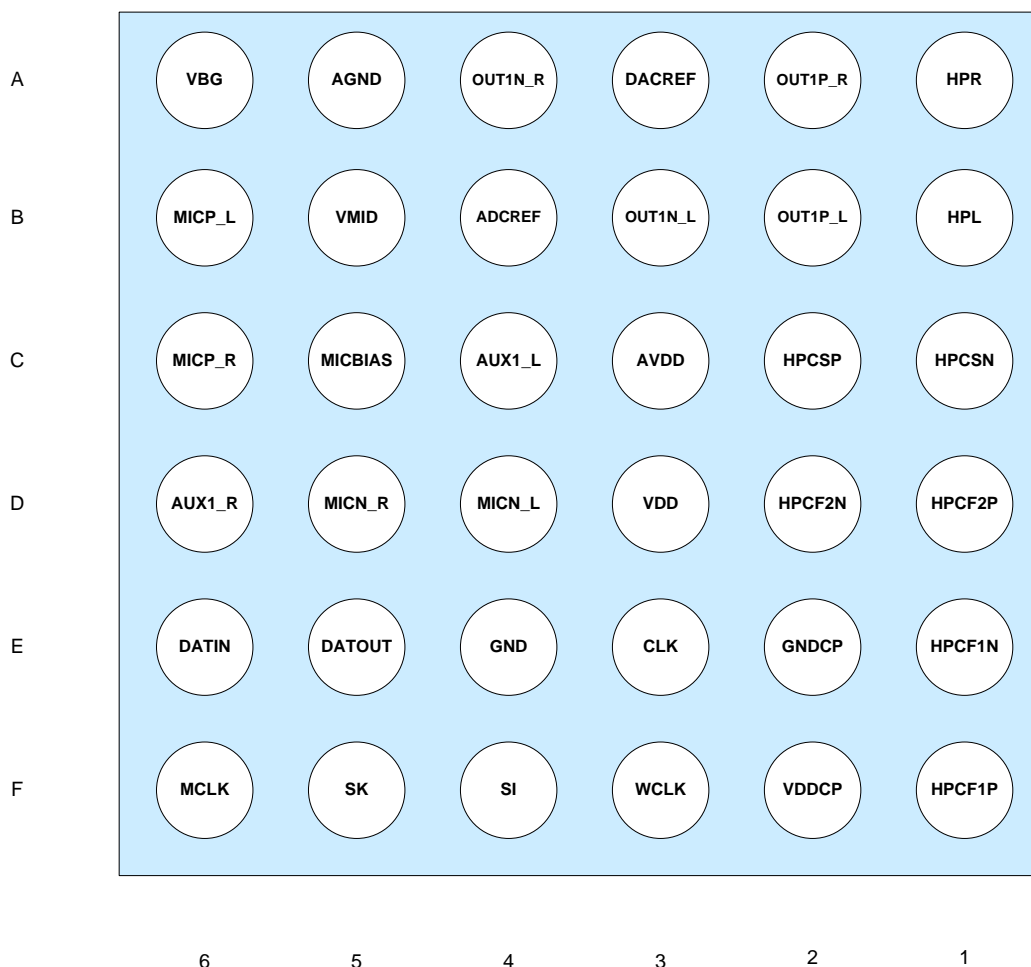 A VBG AGND OUT1N_R DACREF OUT1P_R HPR
B MICP_L VMID ADCREF OUT1N_L OUT1P_L HPL
C MICP_R MICBIAS AUX1_L AVDD HPCSP HPCSN
D AUX1_R MICN_R MICN_L VDD HPCF2N HPCF2P
E DATIN DATOUT GND CLK GNDCP HPCF1N
F MCLK SK SI WCLK VDDCP HPCF1P
6 5 4 3 2 1